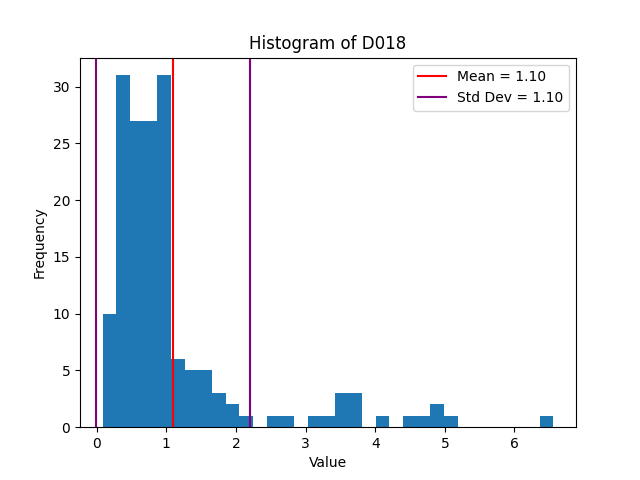 Histogram of D018
Mean = 1.10
Std Dev = 1.10
Frequency
30
25
20
15
10
5
0
0 1 2 3 4 5 6
Value